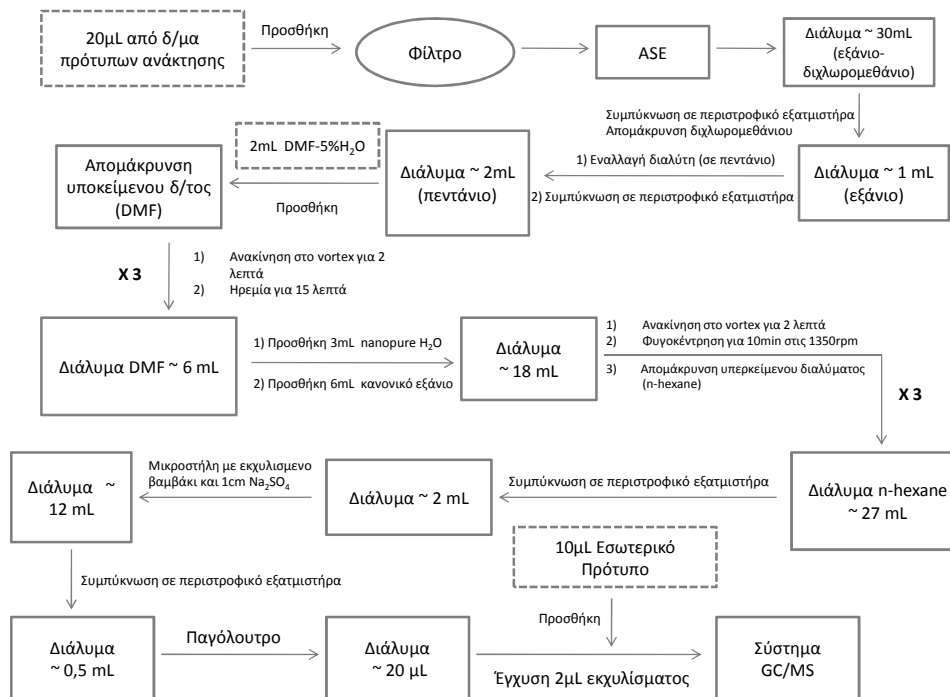 20μL από δ/μα
πρότυπων ανάκτησης
Προσθήκη
Φίλτρο
ASE
Διάλυμα ~ 30mL
(εξάνιο-
διχλωρομεθάνιο)
Συμπύκνωση σε περιστροφικό εξατμιστήρα
Απομάκρυνση διχλωρομεθάνιου
Διάλυμα ~ 1 mL
(εξάνιο)
1) Εναλλαγή διαλύτη (σε πεντάνιο)
2) Συμπύκνωση σε περιστροφικό εξατμιστήρα
Διάλυμα ~ 2mL
(πεντάνιο)
2mL DMF-5%H₂O
Προσθήκη
Απομάκρυνση
υποκείμενου δ/τος
(DMF)
X 3
1) Ανακίνηση στο vortex για 2
λεπτά
2) Ηρεμία για 15 λεπτά
Διάλυμα DMF ~ 6 mL
1) Προσθήκη 3mL nanopure H₂O
2) Προσθήκη 6mL κανονικό εξάνιο
Διάλυμα
~ 18 mL
1) Ανακίνηση στο vortex για 2 λεπτά
2) Φυγοκέντρηση για 10min στις 1350rpm
3) Απομάκρυνση υπερκείμενου διαλύματος
(n-hexane)
X 3
Διάλυμα n-hexane
~ 27 mL
Συμπύκνωση σε περιστροφικό εξατμιστήρα
Διάλυμα ~ 2 mL
Μικροστήλη με εκχυλισμενο
βαμβάκι και 1cm Na₂SO₄
Διάλυμα ~
12 mL
Συμπύκνωση σε περιστροφικό εξατμιστήρα
Διάλυμα
~ 0,5 mL
Παγόλουτρο
Διάλυμα
~ 20 μL
10μL Εσωτερικό
Πρότυπο
Προσθήκη
Έγχυση 2μL εκχυλίσματος
Σύστημα
GC/MS